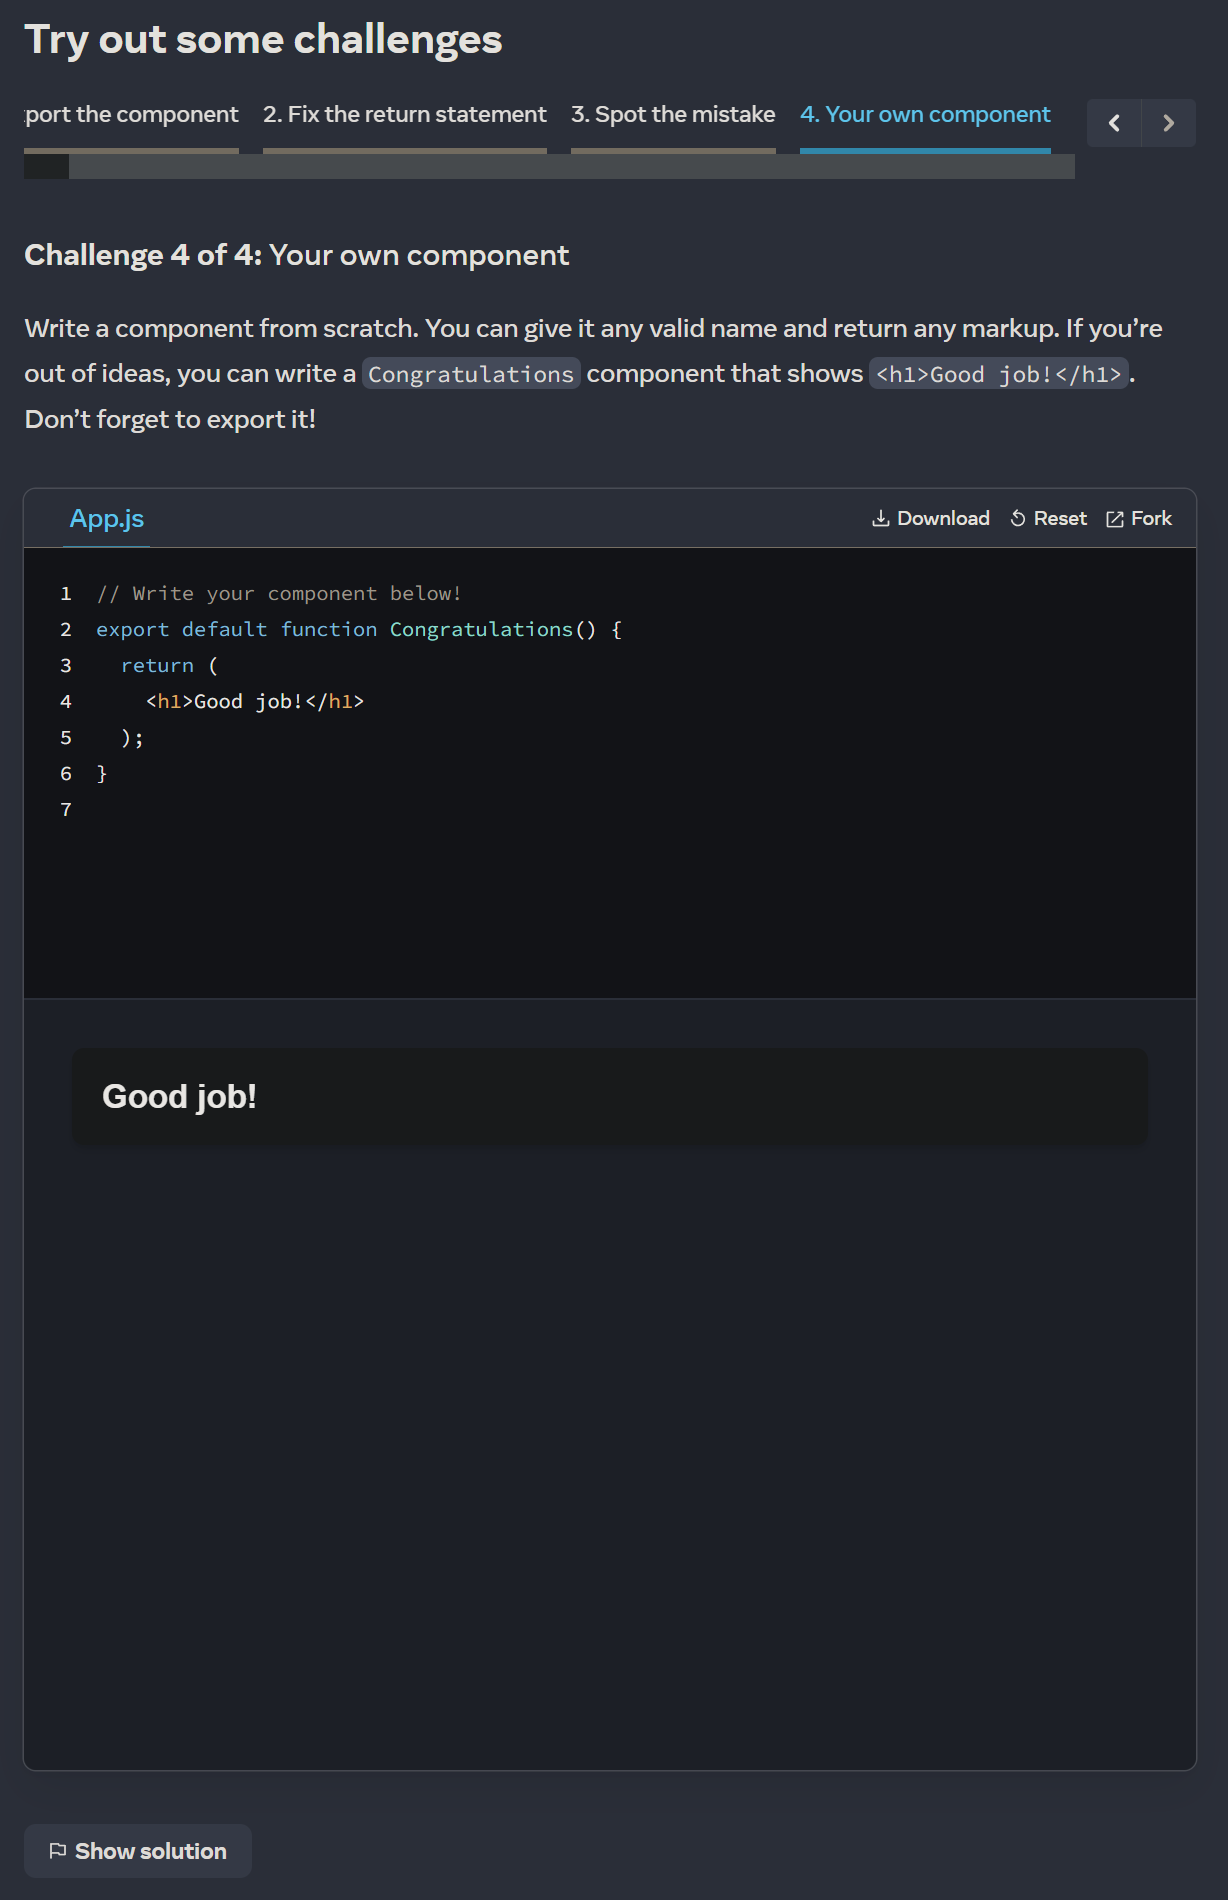 Try out some challenges
port the component 2. Fix the return statement 3. Spot the mistake 4. Your own component
Challenge 4 of 4: Your own component
Write a component from scratch. You can give it any valid name and return any markup. If you’re
out of ideas, you can write a Congratulations component that shows <h1>Good job!</h1>.
Don’t forget to export it!
App.js Download Reset Fork
1 // Write your component below!
2 export default function Congratulations() {
3   return (
4     <h1>Good job!</h1>
5   );
6 }
7
Good job!
Show solution